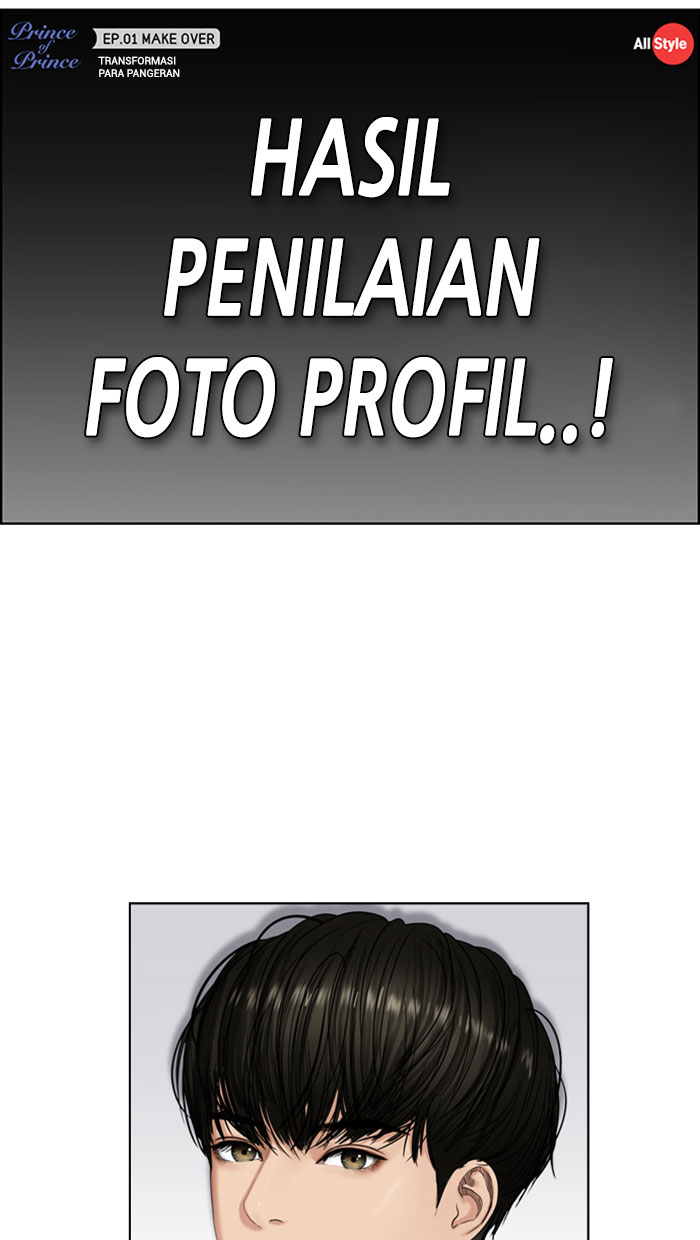 Prince
of
Prince
EP.01 MAKE OVER
TRANSFORMASI
PARA PANGERAN
All Style
HASIL
PENILAIAN
FOTO PROFIL..!